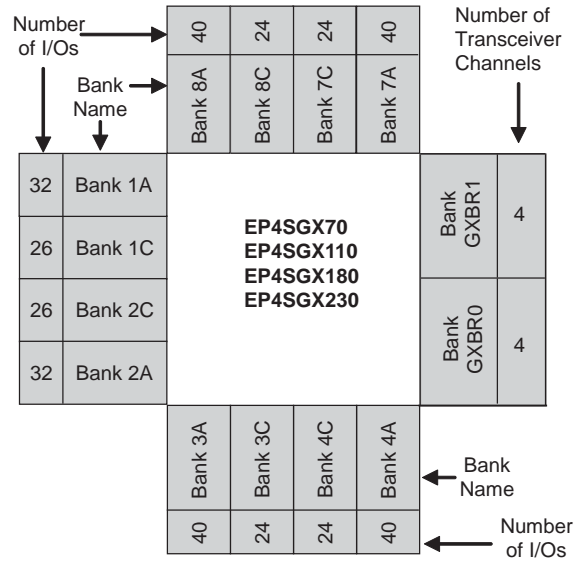 Number
of I/Os
40
24
24
40
Number of
Transceiver
Channels
Bank
Name
Bank 8A
Bank 8C
Bank 7C
Bank 7A
32
Bank 1A
26
Bank 1C
26
Bank 2C
32
Bank 2A
EP4SGX70
EP4SGX110
EP4SGX180
EP4SGX230
Bank
GXBR1
4
Bank
GXBR0
4
Bank 3A
Bank 3C
Bank 4C
Bank 4A
Bank
Name
40
24
24
40
Number
of I/Os